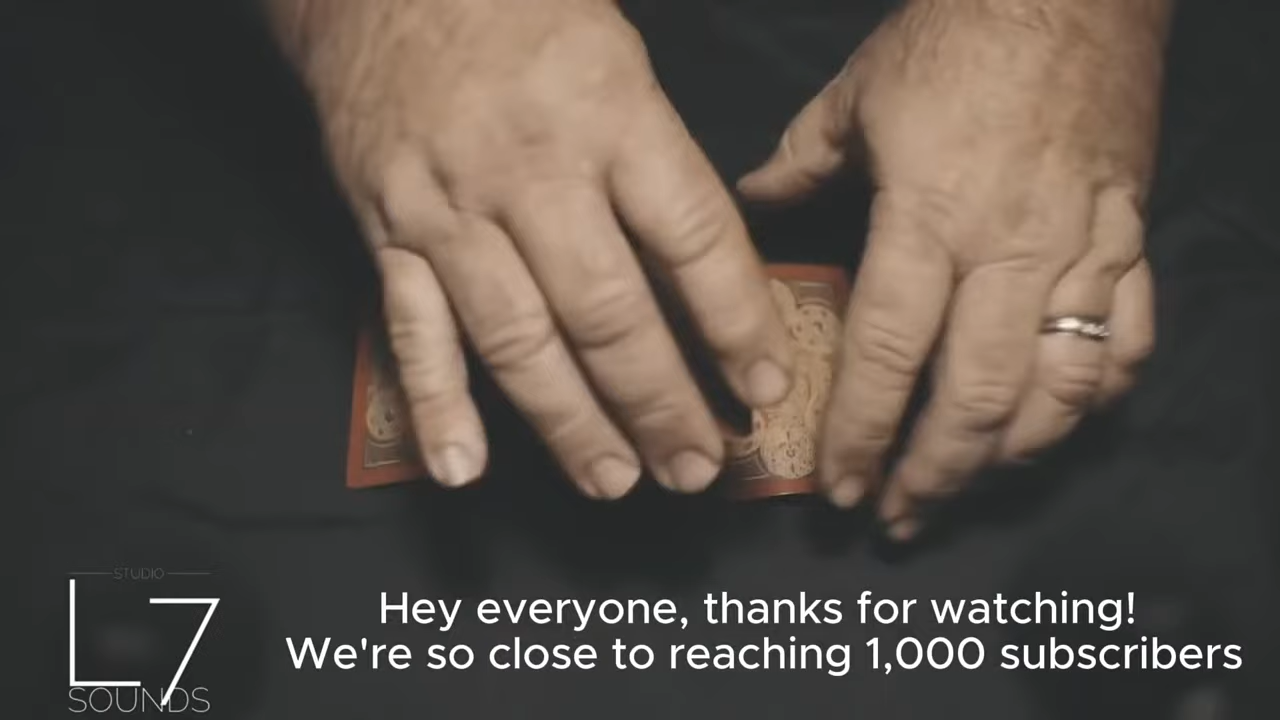 STUDIO
L7
SOUNDS
Hey everyone, thanks for watching!
We're so close to reaching 1,000 subscribers